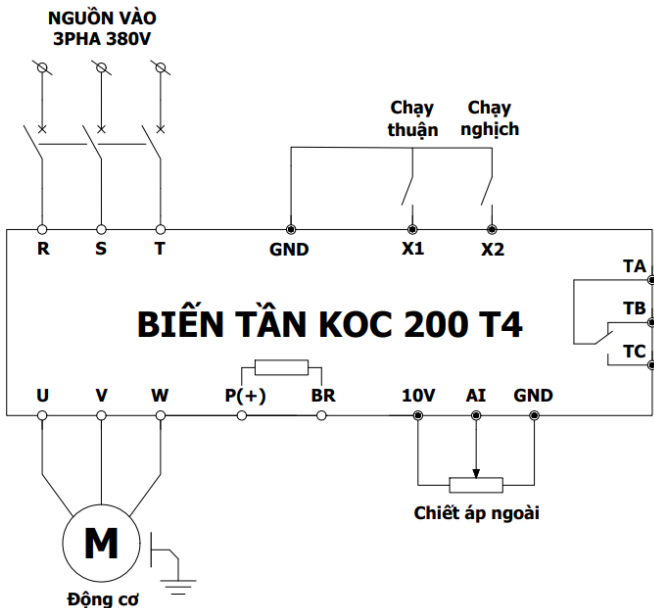 NGUỒN VÀO
3PHA 380V
Chạy
thuận
Chạy
nghịch
R S T GND X1 X2
TA
TB
TC
BIẾN TẦN KOC 200 T4
U V W P(+) BR 10V AI GND
Chiết áp ngoài
M
Động cơ